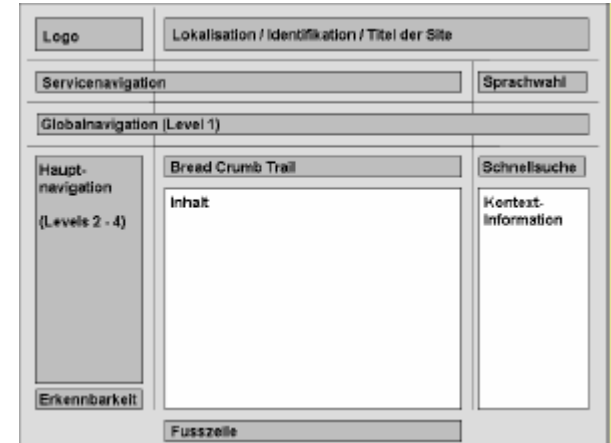 Logo
Lokalisation / Identifikation / Titel der Site
Servicenavigation
Sprachwahl
Globalnavigation (Level 1)
Haupt-
navigation
(Levels 2 - 4)
Bread Crumb Trail
Schnellsuche
Inhalt
Kontext-
Information
Erkennbarkeit
Fusszeile